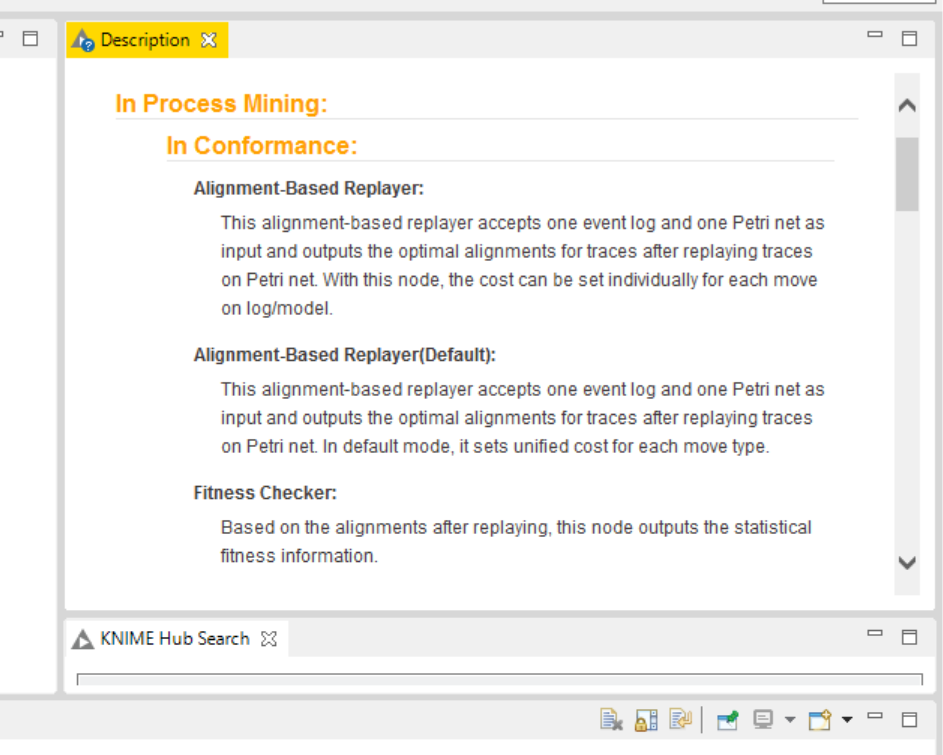 Description
In Process Mining:
In Conformance:
Alignment-Based Replayer:
This alignment-based replayer accepts one event log and one Petri net as
input and outputs the optimal alignments for traces after replaying traces
on Petri net. With this node, the cost can be set individually for each move
on log/model.
Alignment-Based Replayer(Default):
This alignment-based replayer accepts one event log and one Petri net as
input and outputs the optimal alignments for traces after replaying traces
on Petri net. In default mode, it sets unified cost for each move type.
Fitness Checker:
Based on the alignments after replaying, this node outputs the statistical
fitness information.
KNIME Hub Search